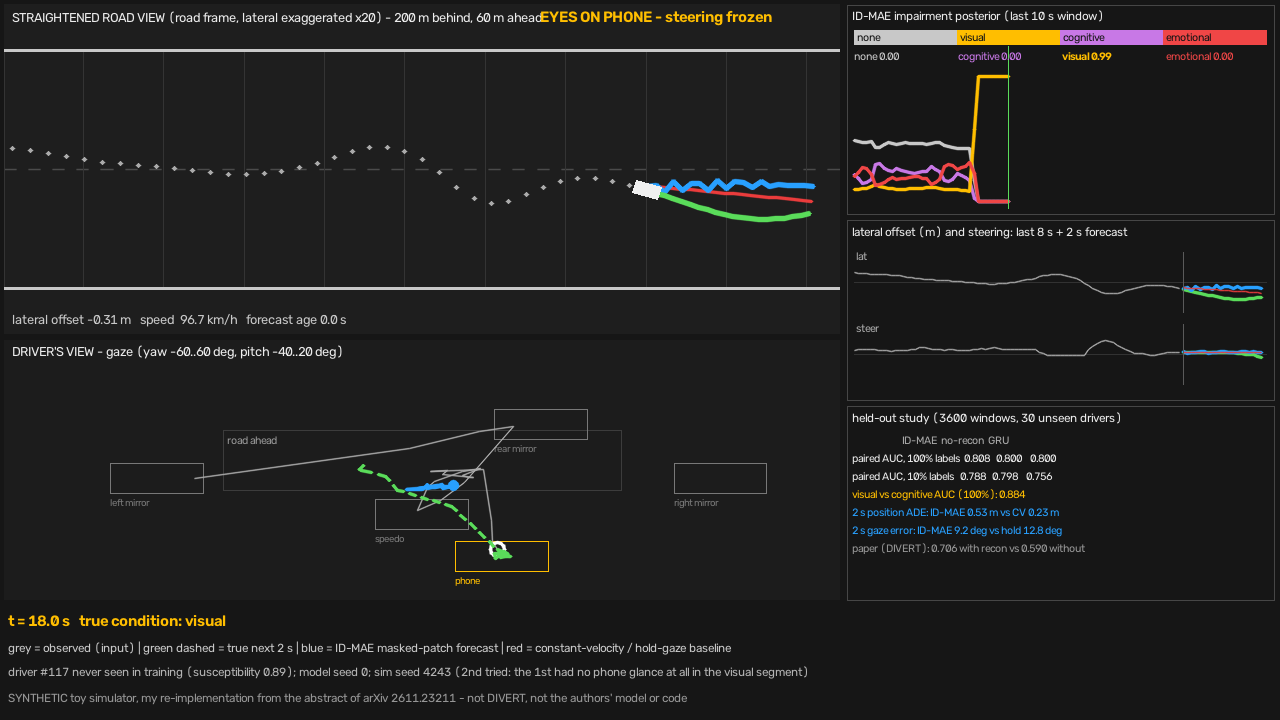 STRAIGHTENED ROAD VIEW (road frame, lateral exaggerated x20) - 200 m behind, 60 m ahead
EYES ON PHONE - steering frozen
lateral offset -0.31 m speed 96.7 km/h forecast age 0.0 s
DRIVER'S VIEW - gaze (yaw -60..60 deg, pitch -40..20 deg)
road ahead
rear mirror
left mirror
right mirror
speedo
phone
ID-MAE impairment posterior (last 10 s window)
none visual cognitive emotional
none 0.00 cognitive 0.00 visual 0.99 emotional 0.00
lateral offset (m) and steering: last 8 s + 2 s forecast
lat
steer
held-out study (3600 windows, 30 unseen drivers)
ID-MAE no-recon GRU
paired AUC, 100% labels 0.808 0.800 0.800
paired AUC, 10% labels 0.788 0.798 0.756
visual vs cognitive AUC (100%): 0.884
2 s position ADE: ID-MAE 0.53 m vs CV 0.23 m
2 s gaze error: ID-MAE 9.2 deg vs hold 12.8 deg
paper (DIVERT): 0.706 with recon vs 0.590 without
t = 18.0 s true condition: visual
grey = observed (input) | green dashed = true next 2 s | blue = ID-MAE masked-patch forecast | red = constant-velocity / hold-gaze baseline
driver #117 never seen in training (susceptibility 0.89); model seed 0; sim seed 4243 (2nd tried: the 1st had no phone glance at all in the visual segment)
SYNTHETIC toy simulator, my re-implementation from the abstract of arXiv 2611.23211 - not DIVERT, not the authors' model or code